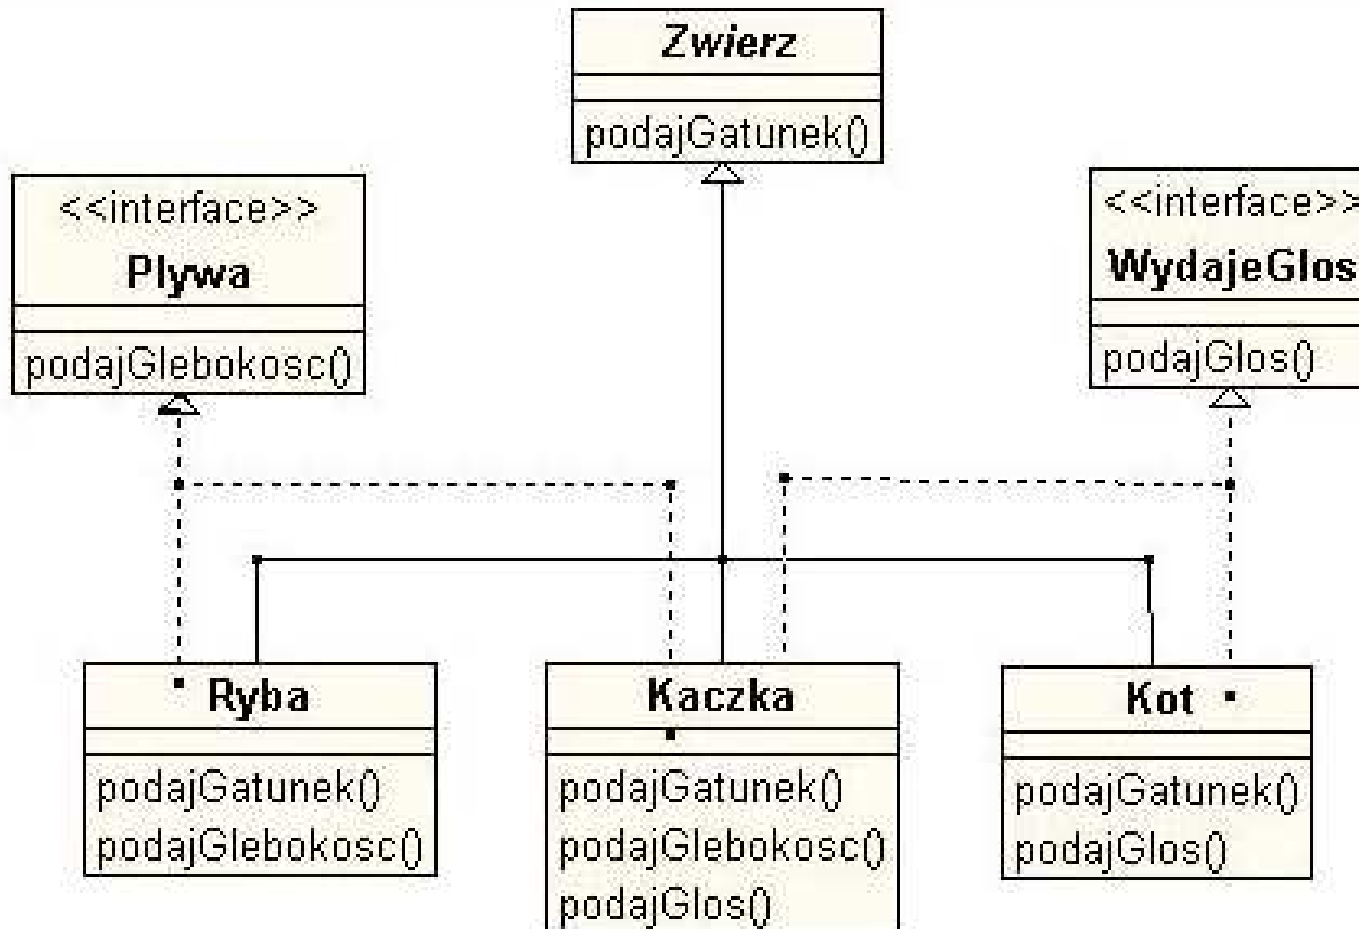 Zwierz
podajGatunek()
<<interface>>
Plywa
podajGlebokosc()
<<interface>>
WydajeGlos
podajGlos()
Ryba
podajGatunek()
podajGlebokosc()
Kaczka
podajGatunek()
podajGlebokosc()
podajGlos()
Kot
podajGatunek()
podajGlos()